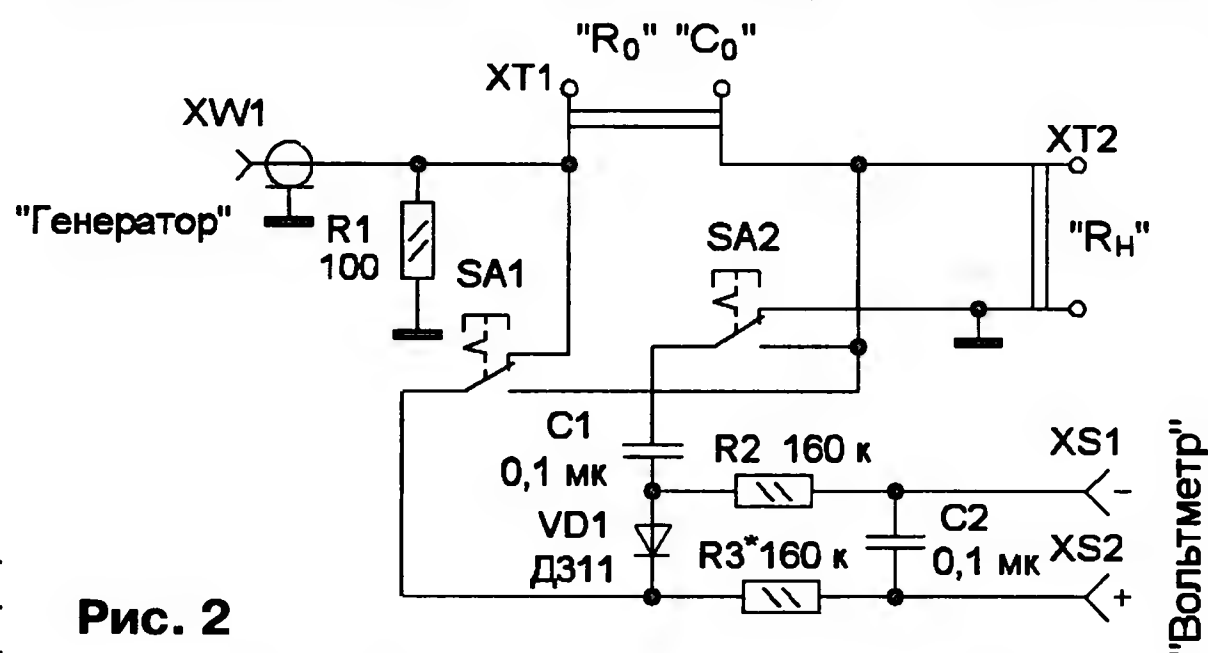 "R0" "C0"
XT1
XW1
XT2
"Генератор"
R1
100
SA1
SA2
"RН"
C1
0,1 мк
R2 160 к
XS1
-
VD1
Д311
R3* 160 к
C2
0,1 мк
XS2
+
"Вольтметр"
Рис. 2